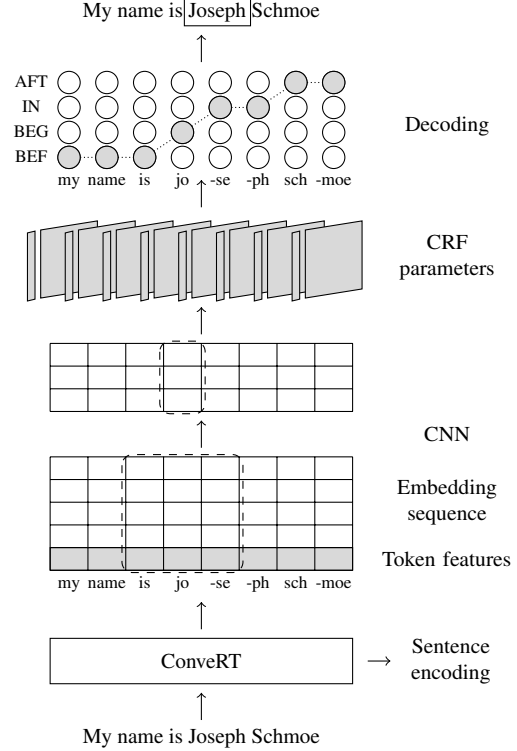 My name is Joseph Schmoe
AFT
IN
BEG
BEF
my name is jo -se -ph sch -moe
Decoding
CRF
parameters
CNN
Embedding
sequence
Token features
my name is jo -se -ph sch -moe
ConveRT
Sentence
encoding
My name is Joseph Schmoe